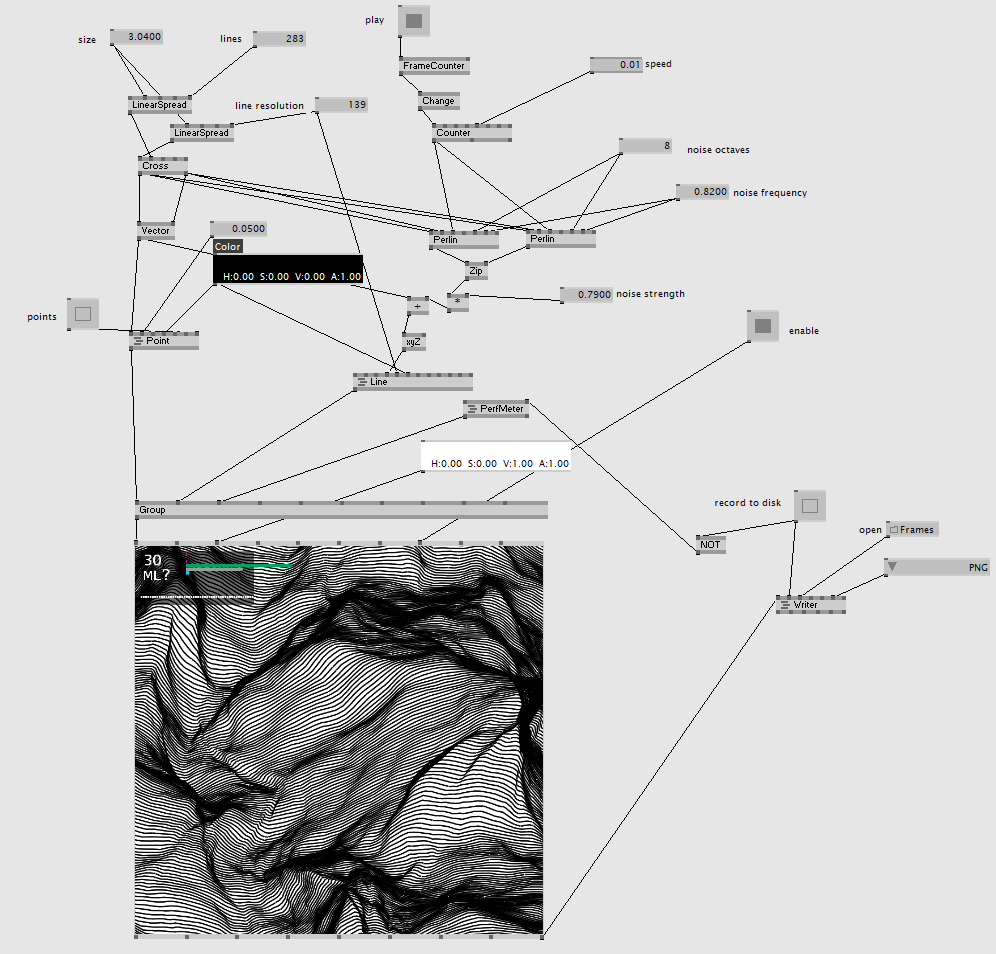 play
size
3.0400
lines
283
FrameCounter
0.01 speed
LinearSpread
line resolution
139
Change
LinearSpread
Counter
8
noise octaves
Cross
0.8200
noise frequency
Vector
0.0500
Perlin
Perlin
Color
Zip
H:0.00 S:0.00 V:0.00 A:1.00
+
*
0.7900
noise strength
points
enable
Point
xyZ
Line
PerfMeter
H:0.00 S:0.00 V:1.00 A:1.00
record to disk
Group
open
Frames
NOT
30
ML?
PNG
Writer